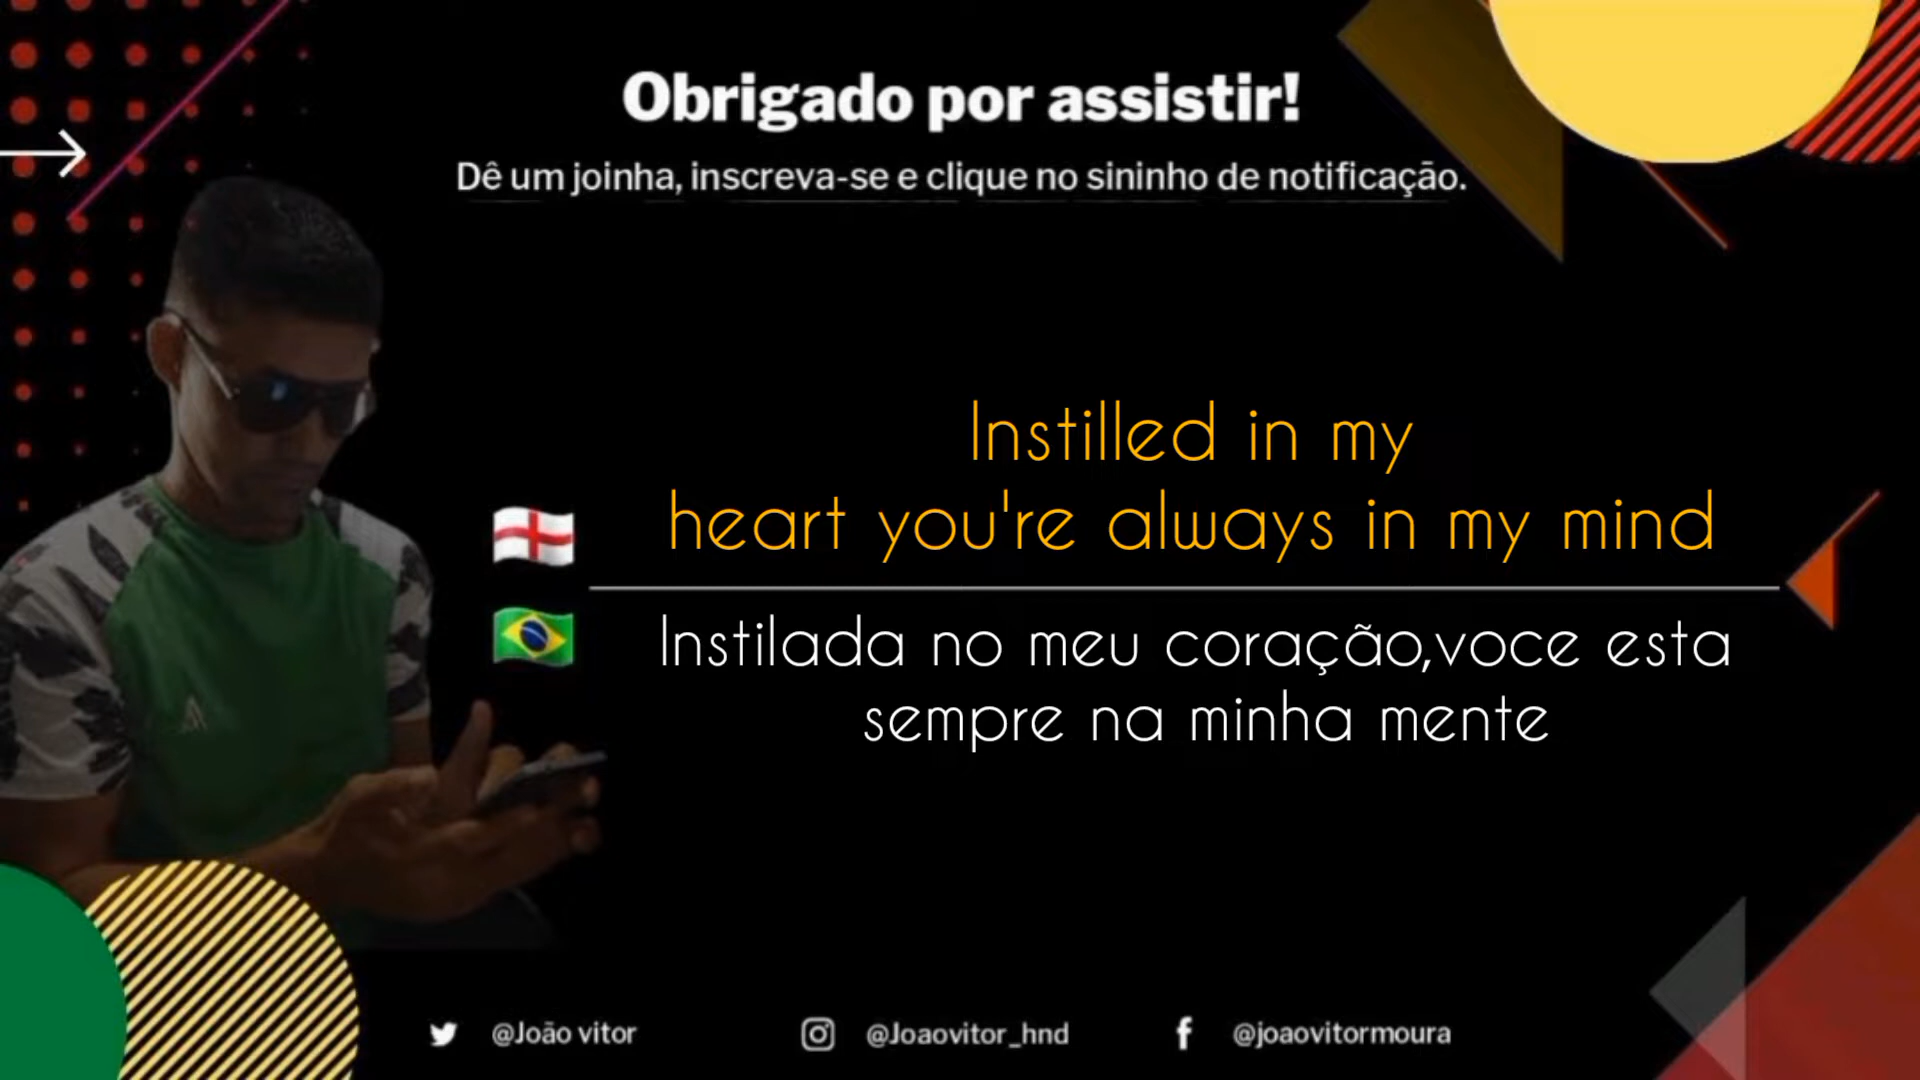 Obrigado por assistir!
Dê um joinha, inscreva-se e clique no sininho de notificação.
Instilled in my
heart you're always in my mind
Instilada no meu coração,voce esta
sempre na minha mente
@João vitor
@Joaovitor_hnd
@joaovitormoura